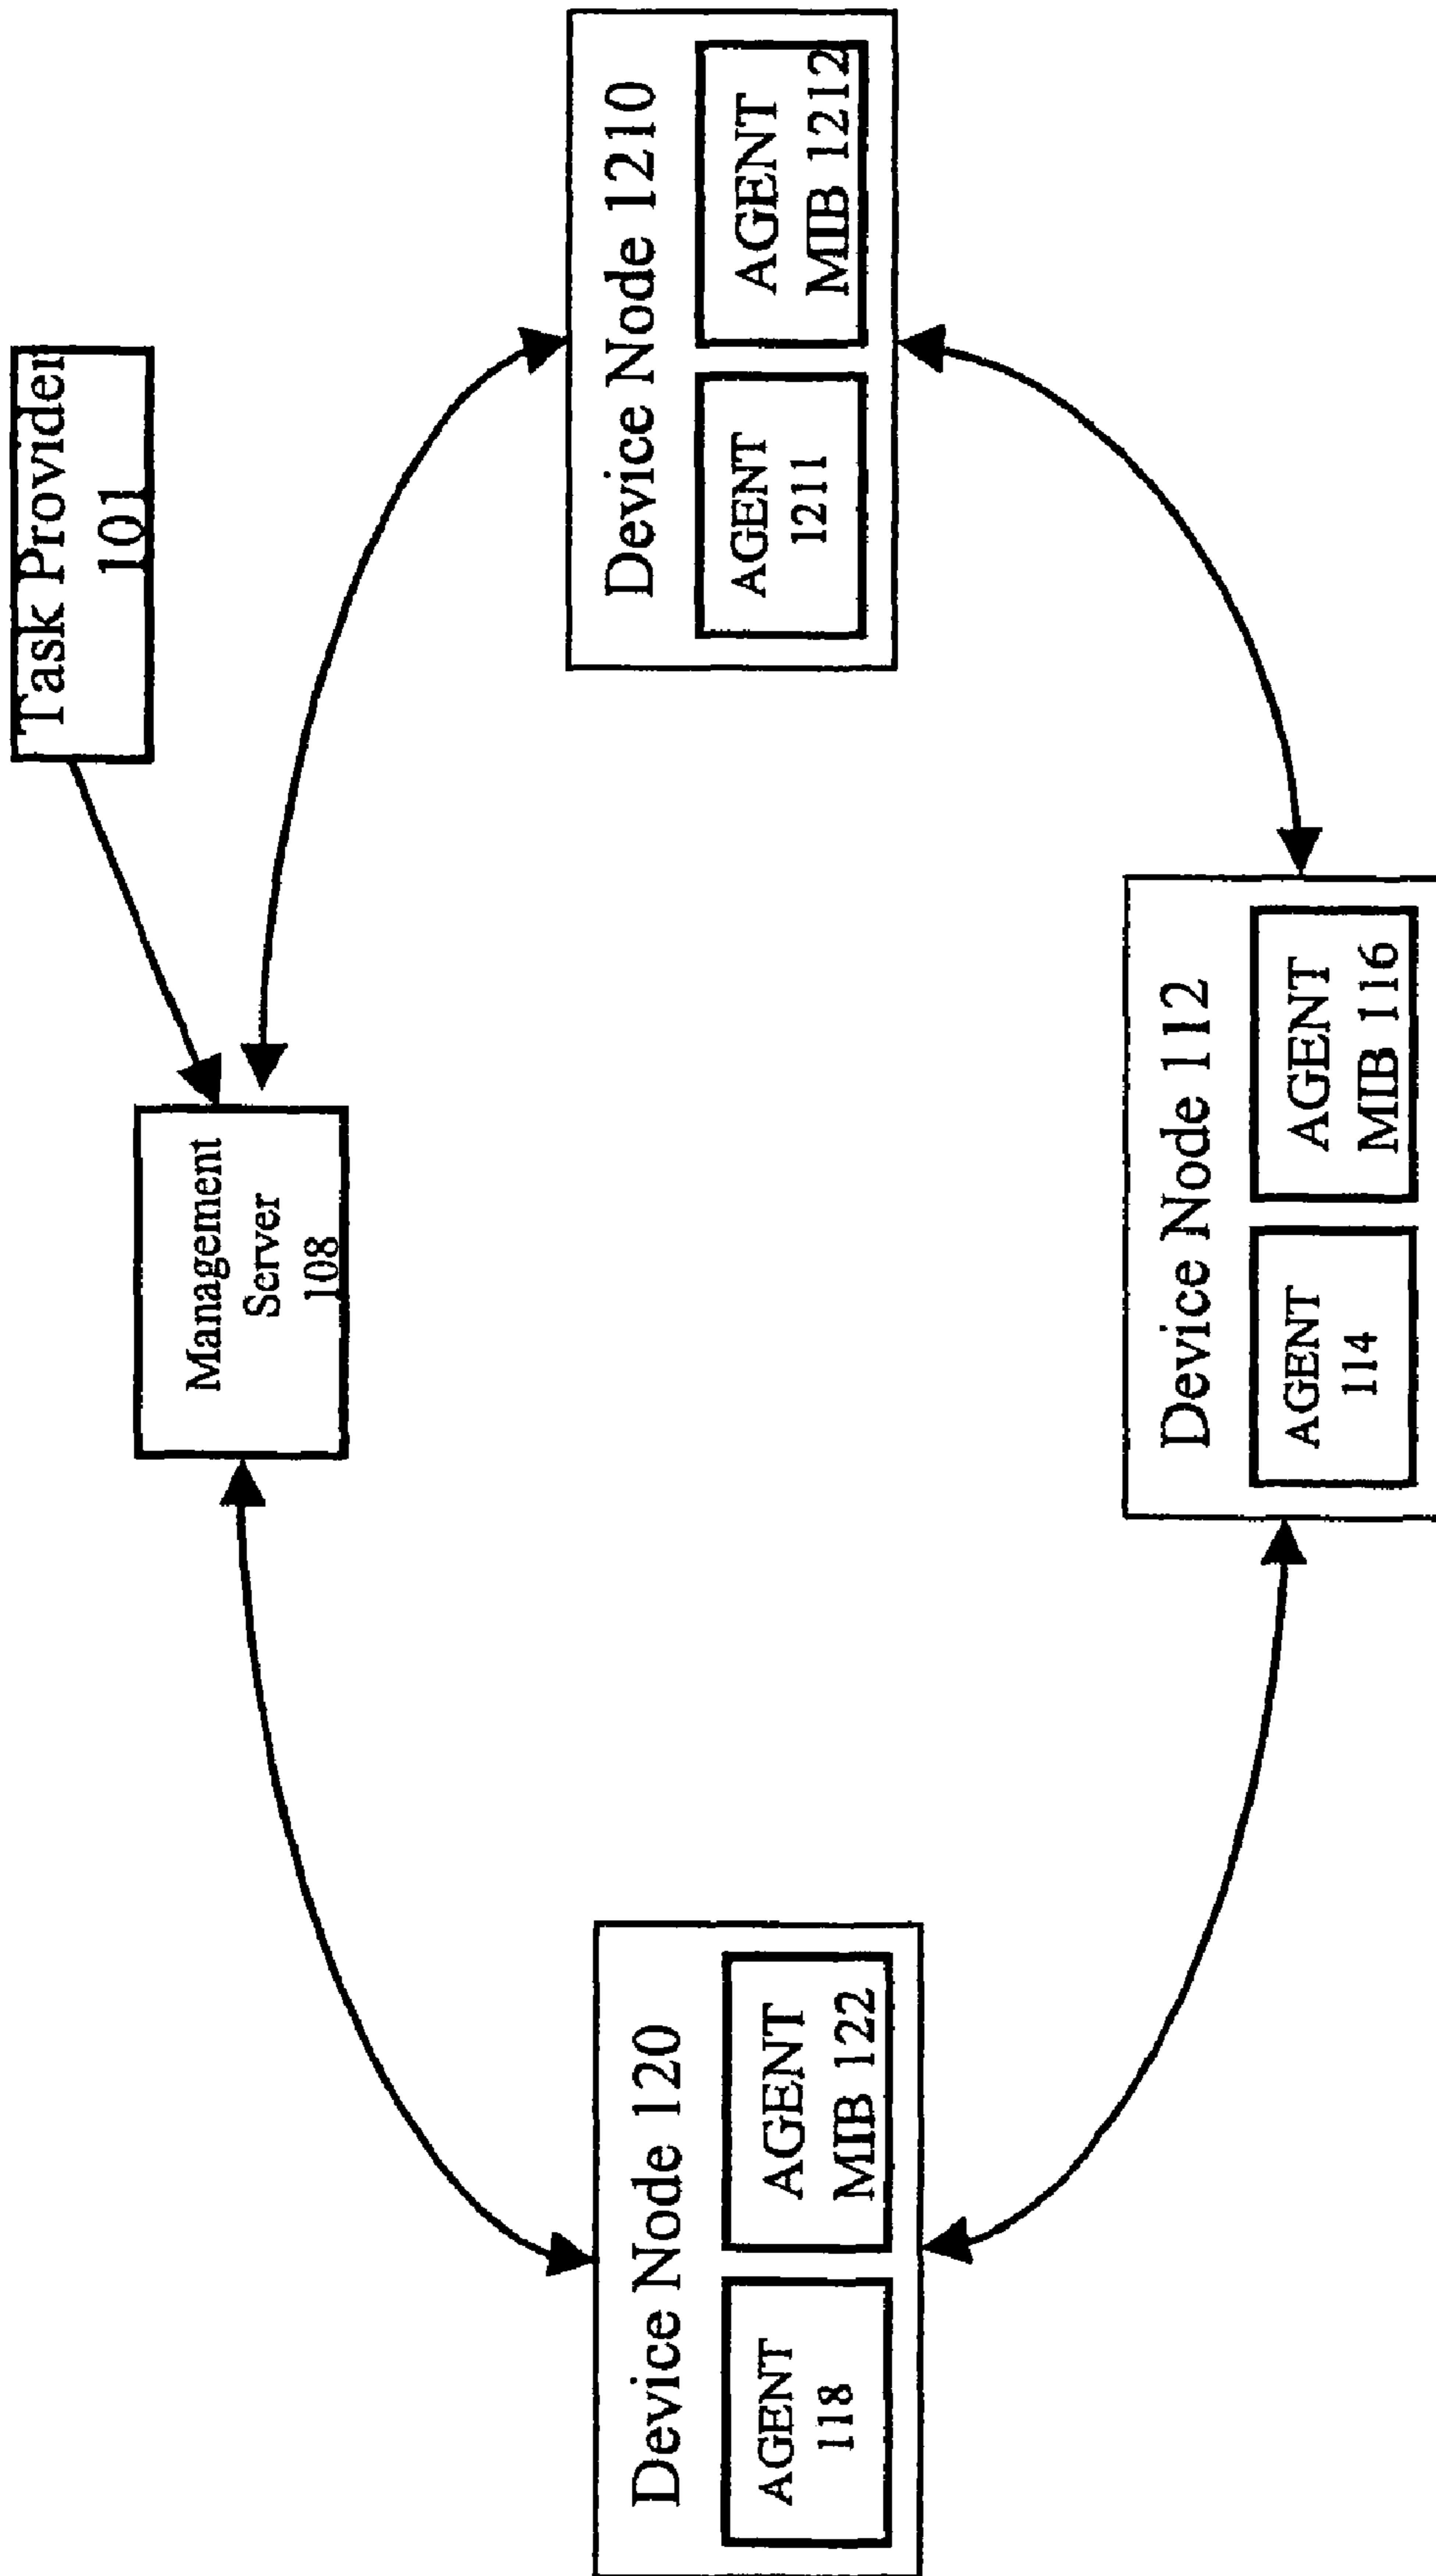 Task Provider
101
Management
Server
108
Device Node 120
AGENT
118
AGENT
MIB 122
Device Node 1210
AGENT
1211
AGENT
MIB 1212
Device Node 112
AGENT
114
AGENT
MIB 116